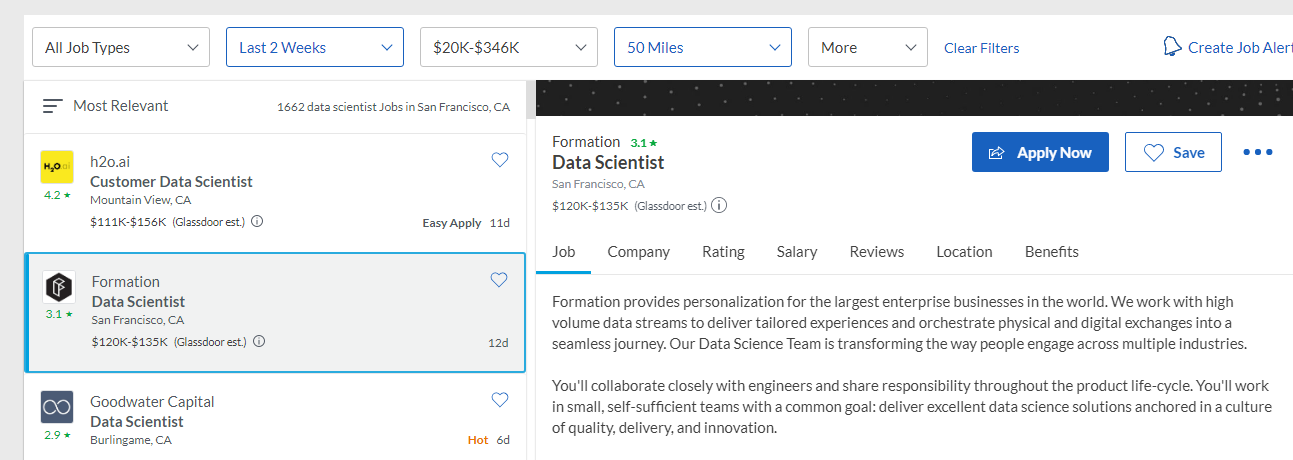 All Job Types
Last 2 Weeks
$20K-$346K
50 Miles
More
Clear Filters
Create Job Alert
Most Relevant
1662 data scientist Jobs in San Francisco, CA
H2O.ai
h2o.ai
Customer Data Scientist
4.2 ★
Mountain View, CA
$111K-$156K (Glassdoor est.)
Easy Apply 11d
Formation
Data Scientist
3.1 ★
San Francisco, CA
$120K-$135K (Glassdoor est.)
12d
Goodwater Capital
Data Scientist
2.9 ★
Burlingame, CA
Hot 6d
Formation 3.1 ★
Data Scientist
San Francisco, CA
$120K-$135K (Glassdoor est.)
Apply Now
Save
Job
Company
Rating
Salary
Reviews
Location
Benefits
Formation provides personalization for the largest enterprise businesses in the world. We work with high
volume data streams to deliver tailored experiences and orchestrate physical and digital exchanges into a
seamless journey. Our Data Science Team is transforming the way people engage across multiple industries.
You'll collaborate closely with engineers and share responsibility throughout the product life-cycle. You'll work
in small, self-sufficient teams with a common goal: deliver excellent data science solutions anchored in a culture
of quality, delivery, and innovation.